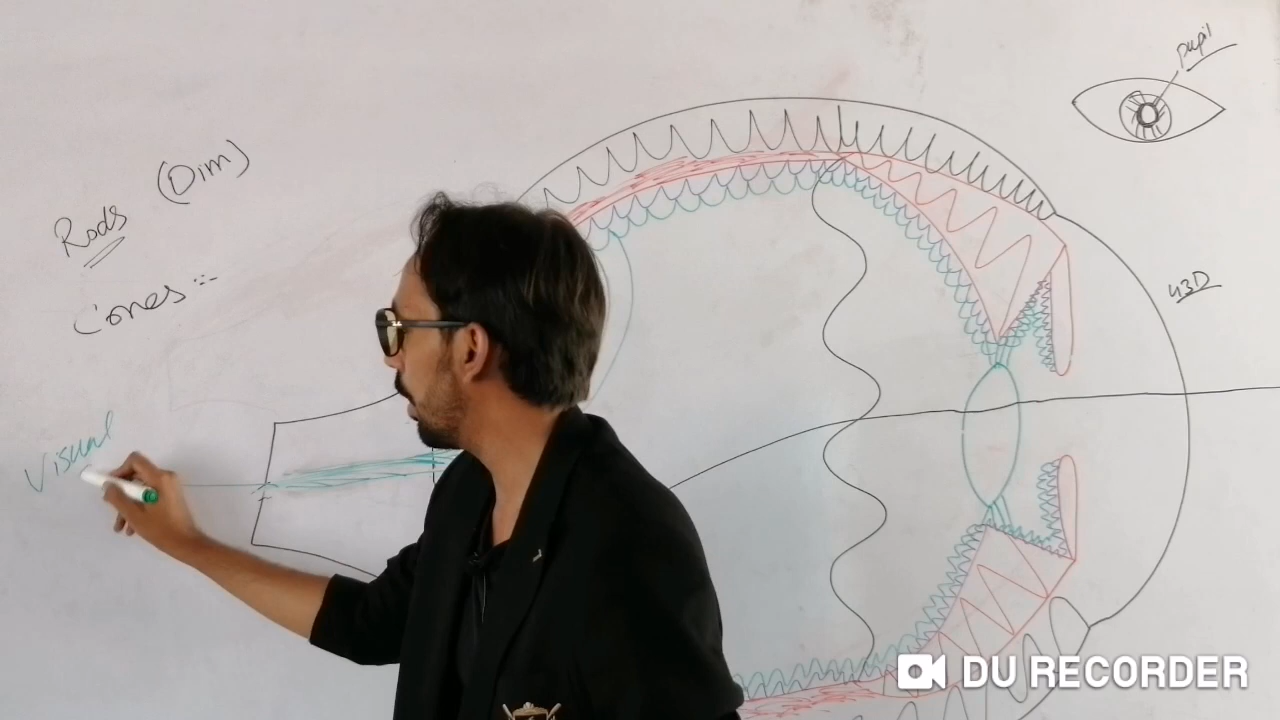 Rods (Dim)
Cones :-
Visual
pupil
43D
DU RECORDER